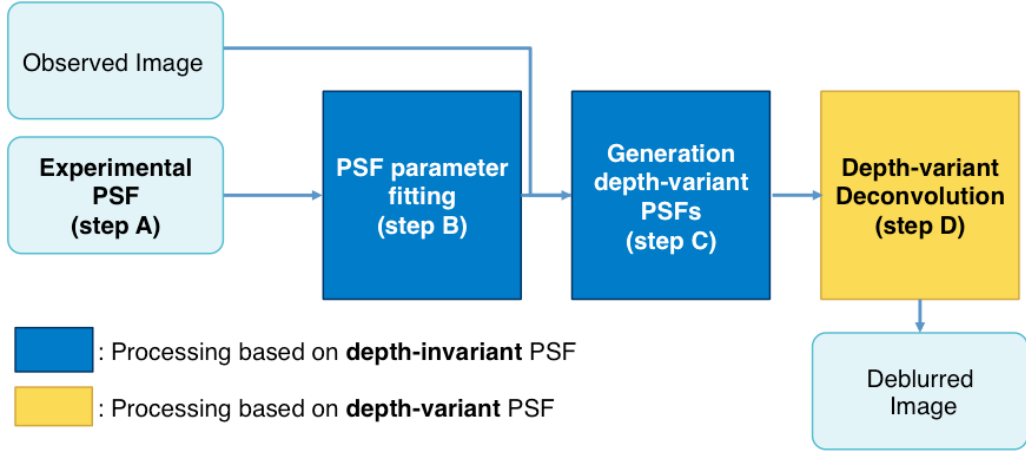 Observed Image
Experimental
PSF
(step A)
PSF parameter
fitting
(step B)
Generation
depth-variant
PSFs
(step C)
Depth-variant
Deconvolution
(step D)
: Processing based on depth-invariant PSF
: Processing based on depth-variant PSF
Deblurred
Image